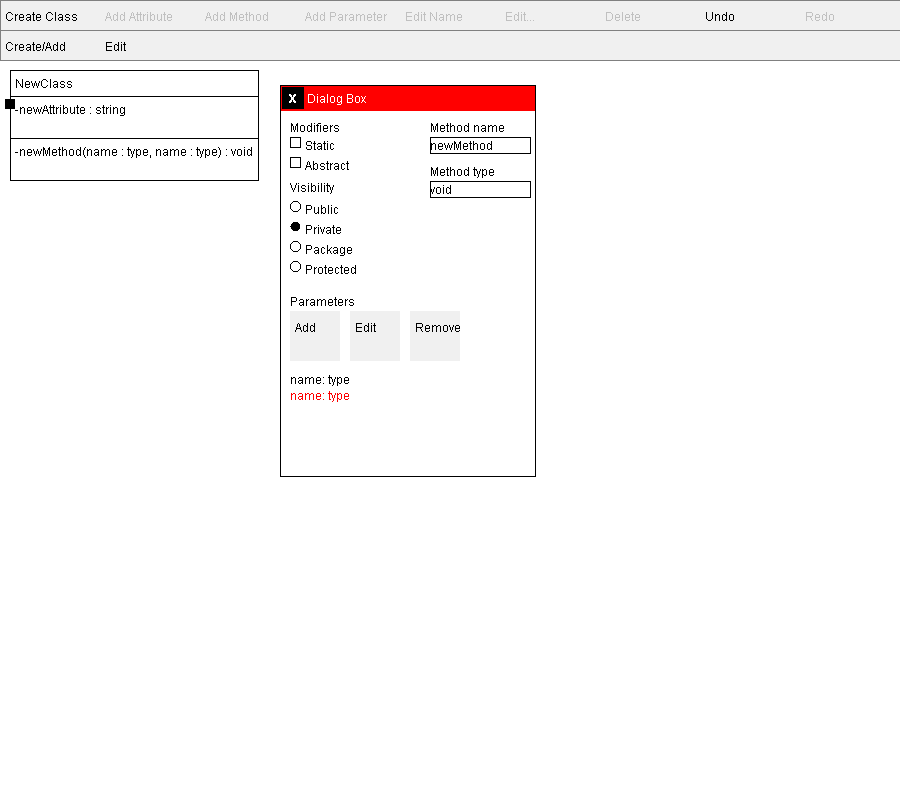 Create Class Add Attribute Add Method Add Parameter Edit Name Edit... Delete Undo Redo
Create/Add Edit
NewClass
-newAttribute : string
-newMethod(name : type, name : type) : void
X Dialog Box
Modifiers
Static
Abstract
Visibility
Public
Private
Package
Protected
Method name
newMethod
Method type
void
Parameters
Add Edit Remove
name: type
name: type